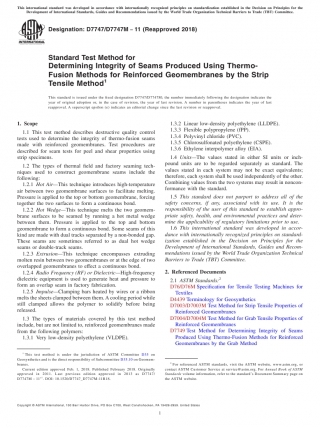 This international standard was developed in accordance with internationally recognized principles on standardization established in the Decision on Principles for the
Development of International Standards, Guides and Recommendations issued by the World Trade Organization Technical Barriers to Trade (TBT) Committee.
Designation: D7747/D7747M − 11 (Reapproved 2018)
Standard Test Method for
Determining Integrity of Seams Produced Using Thermo-
Fusion Methods for Reinforced Geomembranes by the Strip
Tensile Method1
This standard is issued under the fixed designation D7747/D7747M; the number immediately following the designation indicates the
year of original adoption or, in the case of revision, the year of last revision. A number in parentheses indicates the year of last
reapproval. A superscript epsilon (ε) indicates an editorial change since the last revision or reapproval.
1. Scope
1.1 This test method describes destructive quality control
tests used to determine the integrity of thermo-fusion seams
made with reinforced geomembranes. Test procedures are
described for seam tests for peel and shear properties using
strip specimens.
1.2 The types of thermal field and factory seaming tech-
niques used to construct geomembrane seams include the
following:
1.2.1 Hot Air—This technique introduces high-temperature
air between two geomembrane surfaces to facilitate melting.
Pressure is applied to the top or bottom geomembrane, forcing
together the two surfaces to form a continuous bond.
1.2.2 Hot Wedge—This technique melts the two geomem-
brane surfaces to be seamed by running a hot metal wedge
between them. Pressure is applied to the top and bottom
geomembrane to form a continuous bond. Some seams of this
kind are made with dual tracks separated by a non-bonded gap.
These seams are sometimes referred to as dual hot wedge
seams or double-track seams.
1.2.3 Extrusion—This technique encompasses extruding
molten resin between two geomembranes or at the edge of two
overlapped geomembranes to effect a continuous bond.
1.2.4 Radio Frequency (RF) or Dielectric—High-frequency
dielectric equipment is used to generate heat and pressure to
form an overlap seam in factory fabrication.
1.2.5 Impulse—Clamping bars heated by wires or a ribbon
melts the sheets clamped between them. A cooling period while
still clamped allows the polymer to solidify before being
released.
1.3 The types of materials covered by this test method
include, but are not limited to, reinforced geomembranes made
from the following polymers:
1.3.1 Very low-density polyethylene (VLDPE).
1 This test method is under the jurisdiction of ASTM Committee D35 on
Geosynthetics and is the direct responsibility of Subcommittee D35.10 on Geomem-
branes.
Current edition approved Feb. 1, 2018. Published February 2018. Originally
approved in 2011. Last previous edition approved in 2011 as D7747/
D7747M – 11ε1. DOI: 10.1520/D7747_D7747M-11R18.
1.3.2 Linear low-density polyethylene (LLDPE).
1.3.3 Flexible polypropylene (fPP).
1.3.4 Polyvinyl chloride (PVC).
1.3.5 Chlorosulfonated polyethylene (CSPE).
1.3.6 Ethylene interpolymer alloy (EIA).
1.4 Units—The values stated in either SI units or inch-
pound units are to be regarded separately as standard. The
values stated in each system may not be exact equivalents;
therefore, each system shall be used independently of the other.
Combining values from the two systems may result in noncon-
formance with the standard.
1.5 This standard does not purport to address all of the
safety concerns, if any, associated with its use. It is the
responsibility of the user of this standard to establish appro-
priate safety, health, and environmental practices and deter-
mine the applicability of regulatory limitations prior to use.
1.6 This international standard was developed in accor-
dance with internationally recognized principles on standard-
ization established in the Decision on Principles for the
Development of International Standards, Guides and Recom-
mendations issued by the World Trade Organization Technical
Barriers to Trade (TBT) Committee.
2. Referenced Documents
2.1 ASTM Standards:2
D76/D76M Specification for Tensile Testing Machines for
Textiles
D4439 Terminology for Geosynthetics
D7003/D7003M Test Method for Strip Tensile Properties of
Reinforced Geomembranes
D7004/D7004M Test Method for Grab Tensile Properties of
Reinforced Geomembranes
D7749 Test Method for Determining Integrity of Seams
Produced Using Thermo-Fusion Methods for Reinforced
Geomembranes by the Grab Method
2 For referenced ASTM standards, visit the ASTM website, www.astm.org, or
contact ASTM Customer Service at service@astm.org. For Annual Book of ASTM
Standards volume information, refer to the standard's Document Summary page on
the ASTM website.
Copyright © ASTM International, 100 Barr Harbor Drive, PO Box C700, West Conshohocken, PA 19428-2959. United States
1